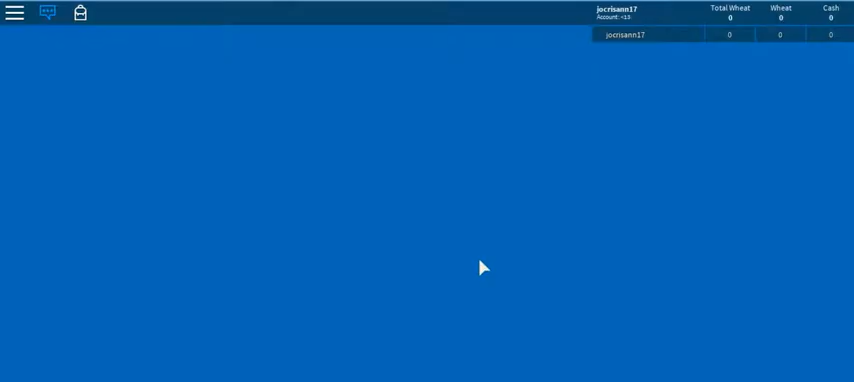 jocrisann17 Total Wheat Wheat Cash
Account: <13 0 0 0
jocrisann17 0 0 0